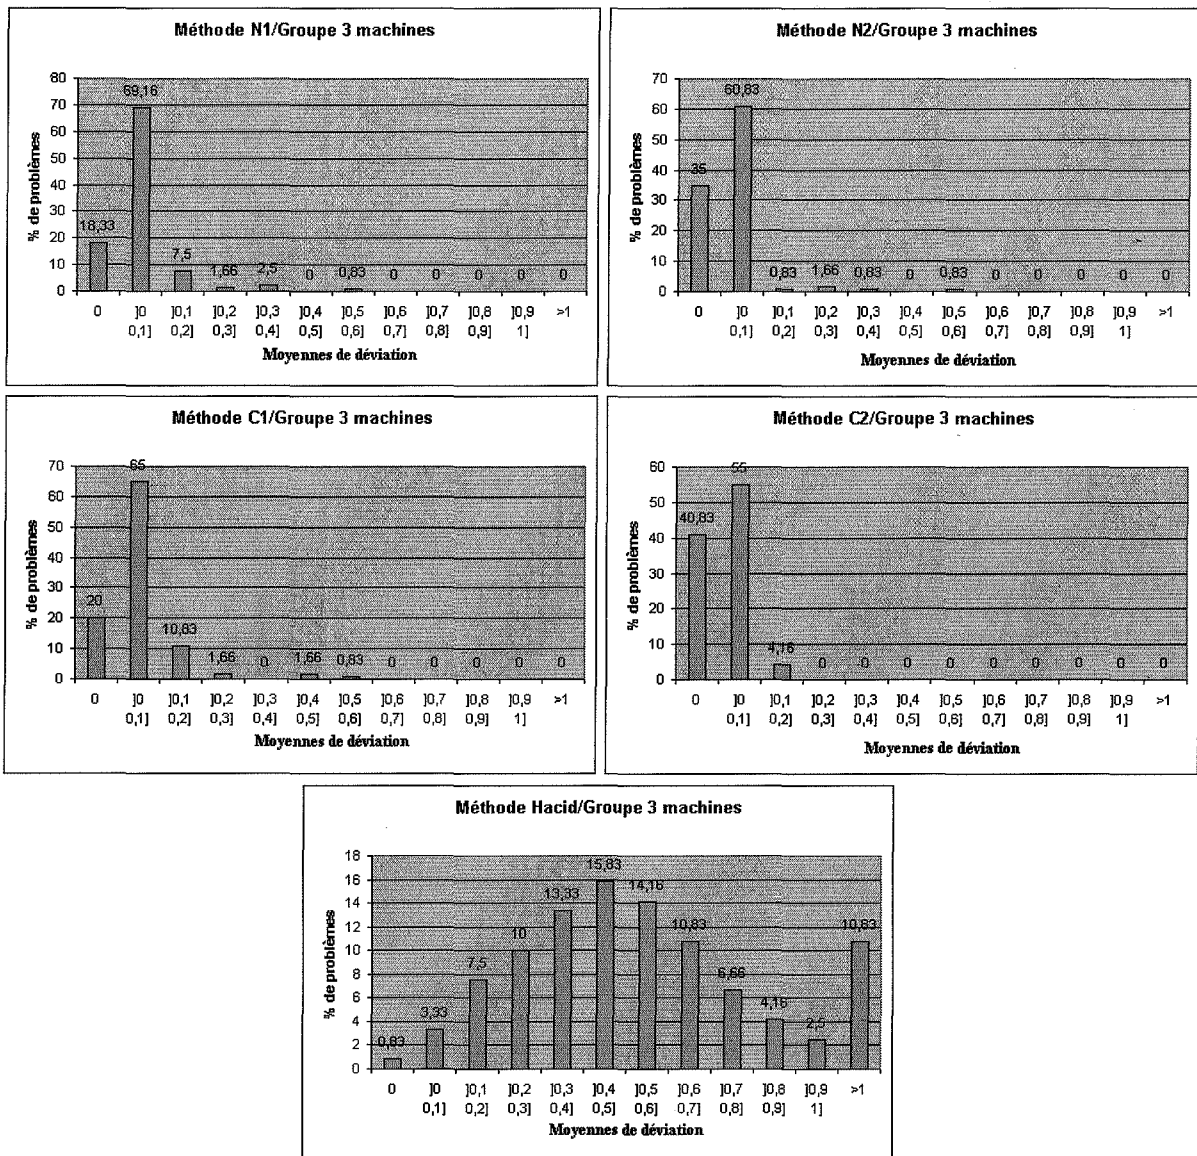 Méthode N1/Groupe 3 machines
% de problèmes
80
70
60
50
40
30
20
10
0
18,33 69,16 7,5 1,66 2,5 0 0,83 0 0 0 0 0
0 ]0 ]0,1 ]0,2 ]0,3 ]0,4 ]0,5 ]0,6 ]0,7 ]0,8 ]0,9 >1
0,1] 0,2] 0,3] 0,4] 0,5] 0,6] 0,7] 0,8] 0,9] 1]
Moyennes de déviation
Méthode N2/Groupe 3 machines
% de problèmes
70
60
50
40
30
20
10
0
35 60,83 0,83 1,66 0,83 0 0,83 0 0 0 0 0
0 ]0 ]0,1 ]0,2 ]0,3 ]0,4 ]0,5 ]0,6 ]0,7 ]0,8 ]0,9 >1
0,1] 0,2] 0,3] 0,4] 0,5] 0,6] 0,7] 0,8] 0,9] 1]
Moyennes de déviation
Méthode C1/Groupe 3 machines
% de problèmes
70
60
50
40
30
20
10
0
20 65 10,83 1,66 0 1,66 0,83 0 0 0 0 0
0 ]0 ]0,1 ]0,2 ]0,3 ]0,4 ]0,5 ]0,6 ]0,7 ]0,8 ]0,9 >1
0,1] 0,2] 0,3] 0,4] 0,5] 0,6] 0,7] 0,8] 0,9] 1]
Moyennes de déviation
Méthode C2/Groupe 3 machines
% de problèmes
60
50
40
30
20
10
0
40,83 55 4,16 0 0 0 0 0 0 0 0 0
0 ]0 ]0,1 ]0,2 ]0,3 ]0,4 ]0,5 ]0,6 ]0,7 ]0,8 ]0,9 >1
0,1] 0,2] 0,3] 0,4] 0,5] 0,6] 0,7] 0,8] 0,9] 1]
Moyennes de déviation
Méthode Hacid/Groupe 3 machines
% de problèmes
18
16
14
12
10
8
6
4
2
0
0,83 3,33 7,5 10 13,33 15,83 14,16 10,83 6,66 4,16 2,5 10,83
0 ]0 ]0,1 ]0,2 ]0,3 ]0,4 ]0,5 ]0,6 ]0,7 ]0,8 ]0,9 >1
0,1] 0,2] 0,3] 0,4] 0,5] 0,6] 0,7] 0,8] 0,9] 1]
Moyennes de déviation